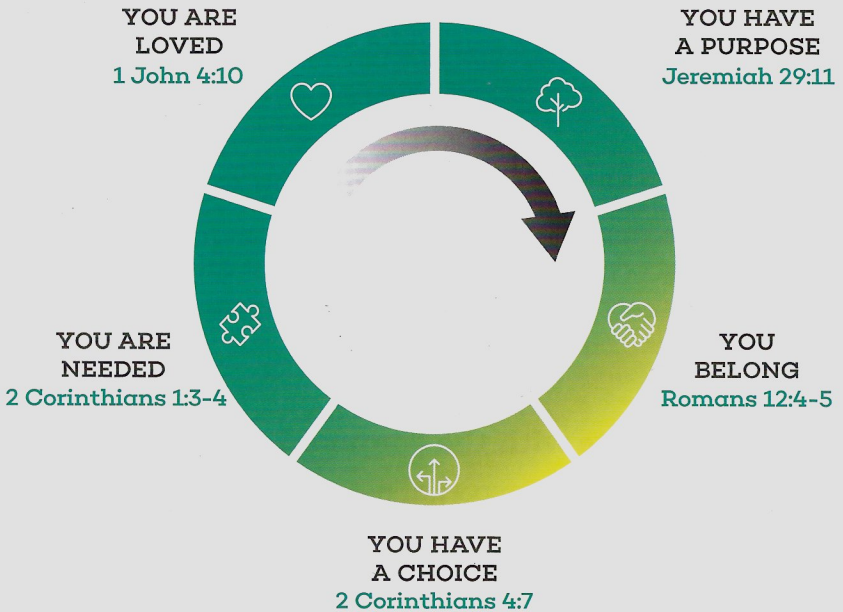 YOU ARE
LOVED
1 John 4:10
YOU HAVE
A PURPOSE
Jeremiah 29:11
YOU
BELONG
Romans 12:4-5
YOU HAVE
A CHOICE
2 Corinthians 4:7
YOU ARE
NEEDED
2 Corinthians 1:3-4